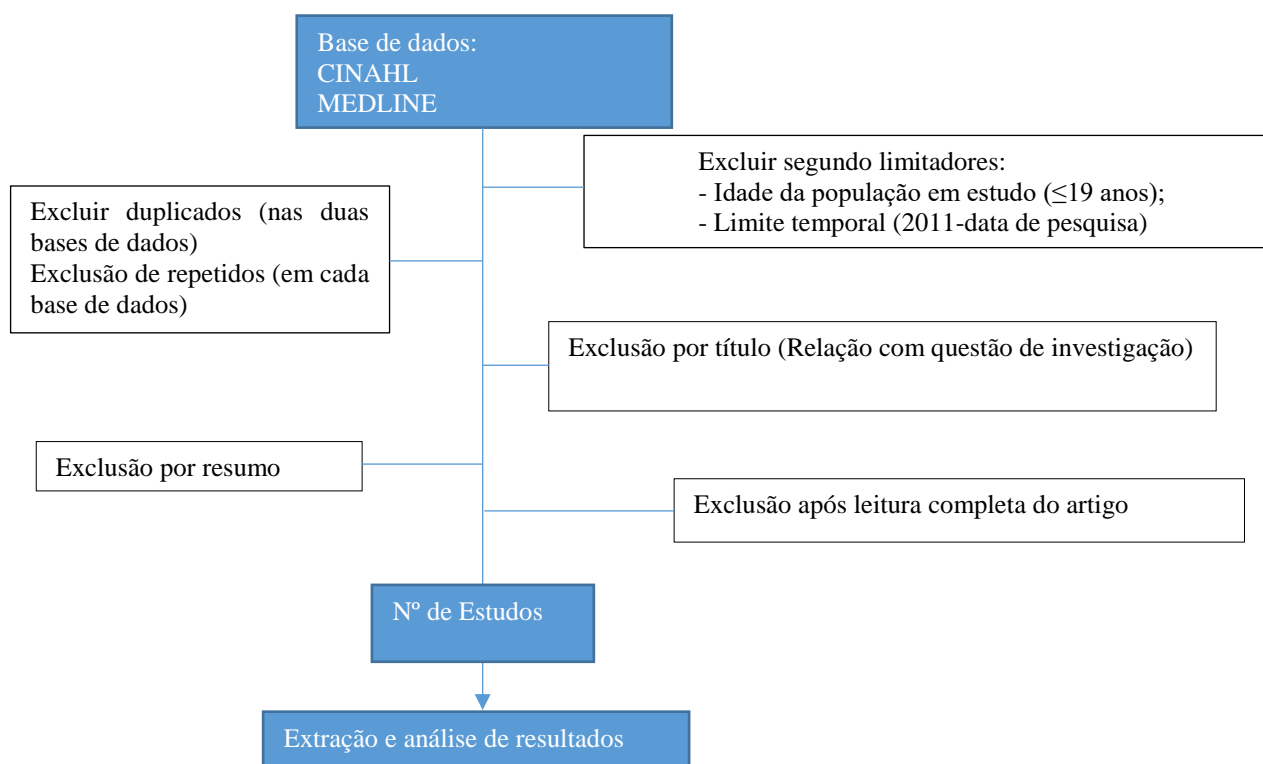 Base de dados:
CINAHL
MEDLINE
Excluir segundo limitadores:
- Idade da população em estudo (≤19 anos);
- Limite temporal (2011-data de pesquisa)
Excluir duplicados (nas duas
bases de dados)
Exclusão de repetidos (em cada
base de dados)
Exclusão por título (Relação com questão de investigação)
Exclusão por resumo
Exclusão após leitura completa do artigo
Nº de Estudos
Extração e análise de resultados